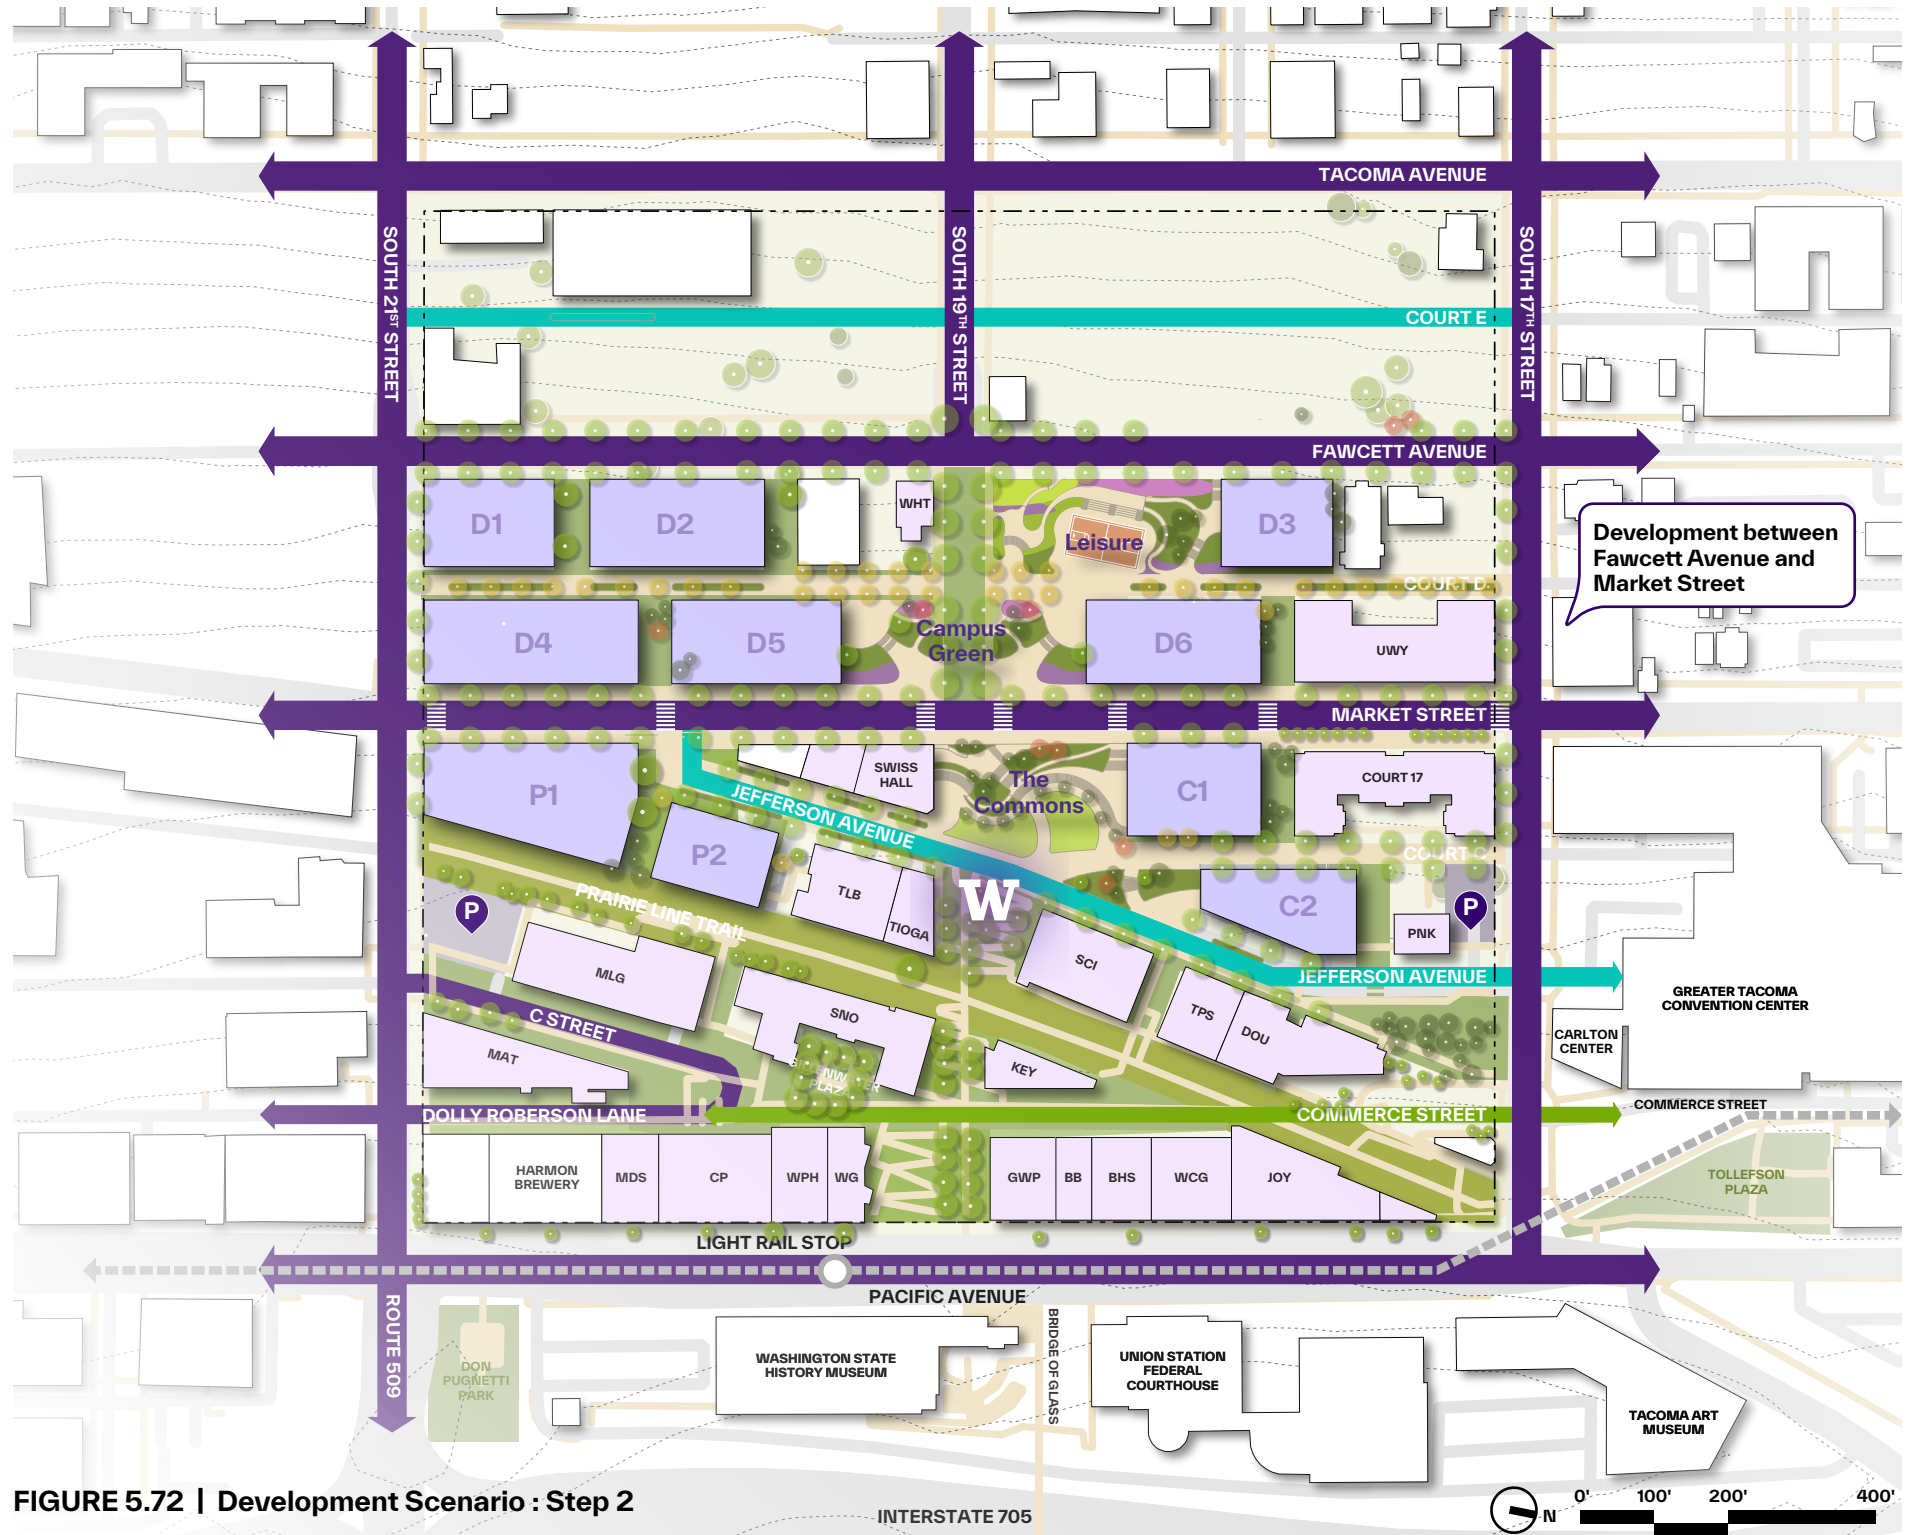 TACOMA AVENUE
SOUTH 21ST STREET
SOUTH 19TH STREET
SOUTH 17TH STREET
COURT E
FAWCETT AVENUE
D1
D2
WHT
Leisure
D3
Development between
Fawcett Avenue and
Market Street
COURT D
D4
D5
Campus
Green
D6
UWY
MARKET STREET
P1
SWISS
HALL
The
Commons
C1
COURT 17
JEFFERSON AVENUE
P2
COURT C
TLB
TIOGA
W
C2
P
P
PNK
PRAIRIE LINE TRAIL
MLG
SCI
JEFFERSON AVENUE
GREATER TACOMA
CONVENTION CENTER
C STREET
SNO
TPS
DOU
CARLTON
CENTER
MAT
KEY
DOLLY ROBERSON LANE
COMMERCE STREET
COMMERCE STREET
HARMON
BREWERY
MDS
CP
WPH
WG
GWP
BB
BHS
WCG
JOY
TOLLEFSON
PLAZA
LIGHT RAIL STOP
PACIFIC AVENUE
ROUTE 509
DON
PUGNETTI
PARK
WASHINGTON STATE
HISTORY MUSEUM
BRIDGE OF GLASS
UNION STATION
FEDERAL
COURTHOUSE
TACOMA ART
MUSEUM
FIGURE 5.72 | Development Scenario : Step 2
INTERSTATE 705
N
0' 100' 200' 400'